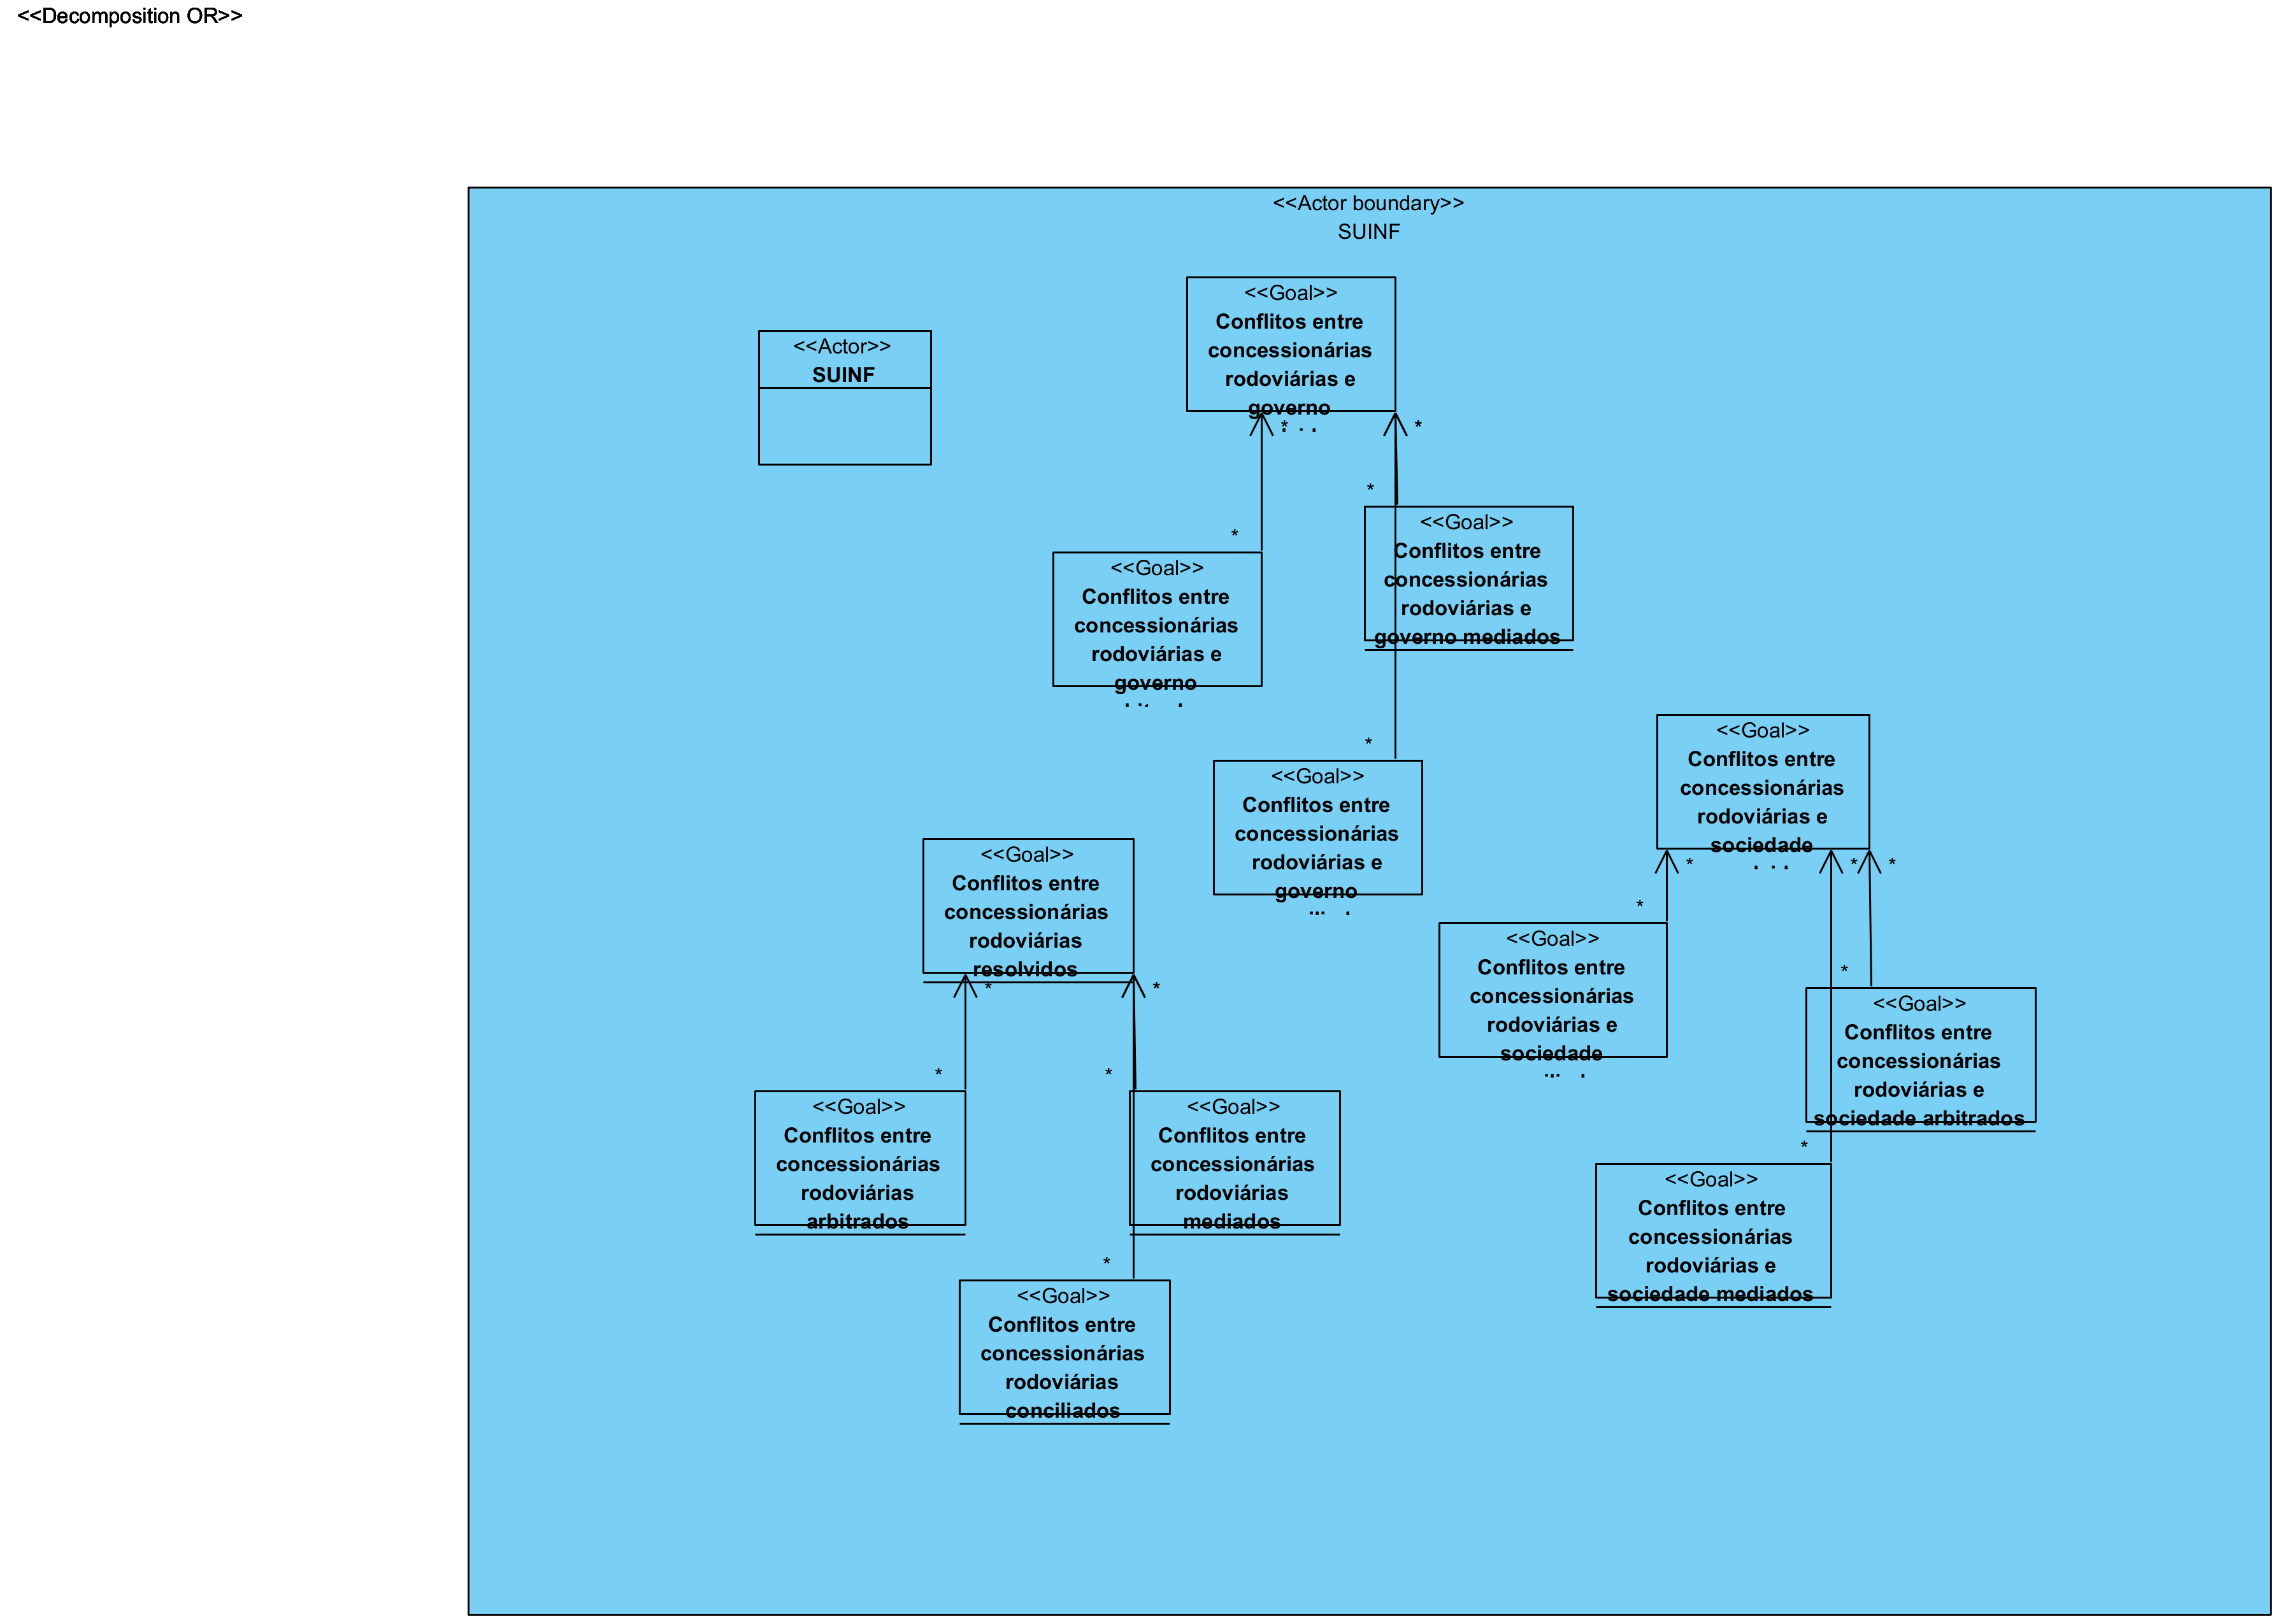 <<Decomposition OR>>
<<Actor boundary>>
SUINF
<<Goal>>
Conflitos entre
concessionárias
rodoviárias e
governo
<<Actor>>
SUINF
*
*
*
*
<<Goal>>
Conflitos entre
concessionárias
rodoviárias e
governo mediados
<<Goal>>
Conflitos entre
concessionárias
rodoviárias e
governo
*
<<Goal>>
Conflitos entre
concessionárias
rodoviárias e
governo
<<Goal>>
Conflitos entre
concessionárias
rodoviárias e
sociedade
*
*
*
<<Goal>>
Conflitos entre
concessionárias
rodoviárias
resolvidos
*
*
*
<<Goal>>
Conflitos entre
concessionárias
rodoviárias e
sociedade
*
<<Goal>>
Conflitos entre
concessionárias
rodoviárias e
sociedade arbitrados
*
*
<<Goal>>
Conflitos entre
concessionárias
rodoviárias
arbitrados
<<Goal>>
Conflitos entre
concessionárias
rodoviárias
mediados
*
<<Goal>>
Conflitos entre
concessionárias
rodoviárias e
sociedade mediados
*
<<Goal>>
Conflitos entre
concessionárias
rodoviárias
conciliados